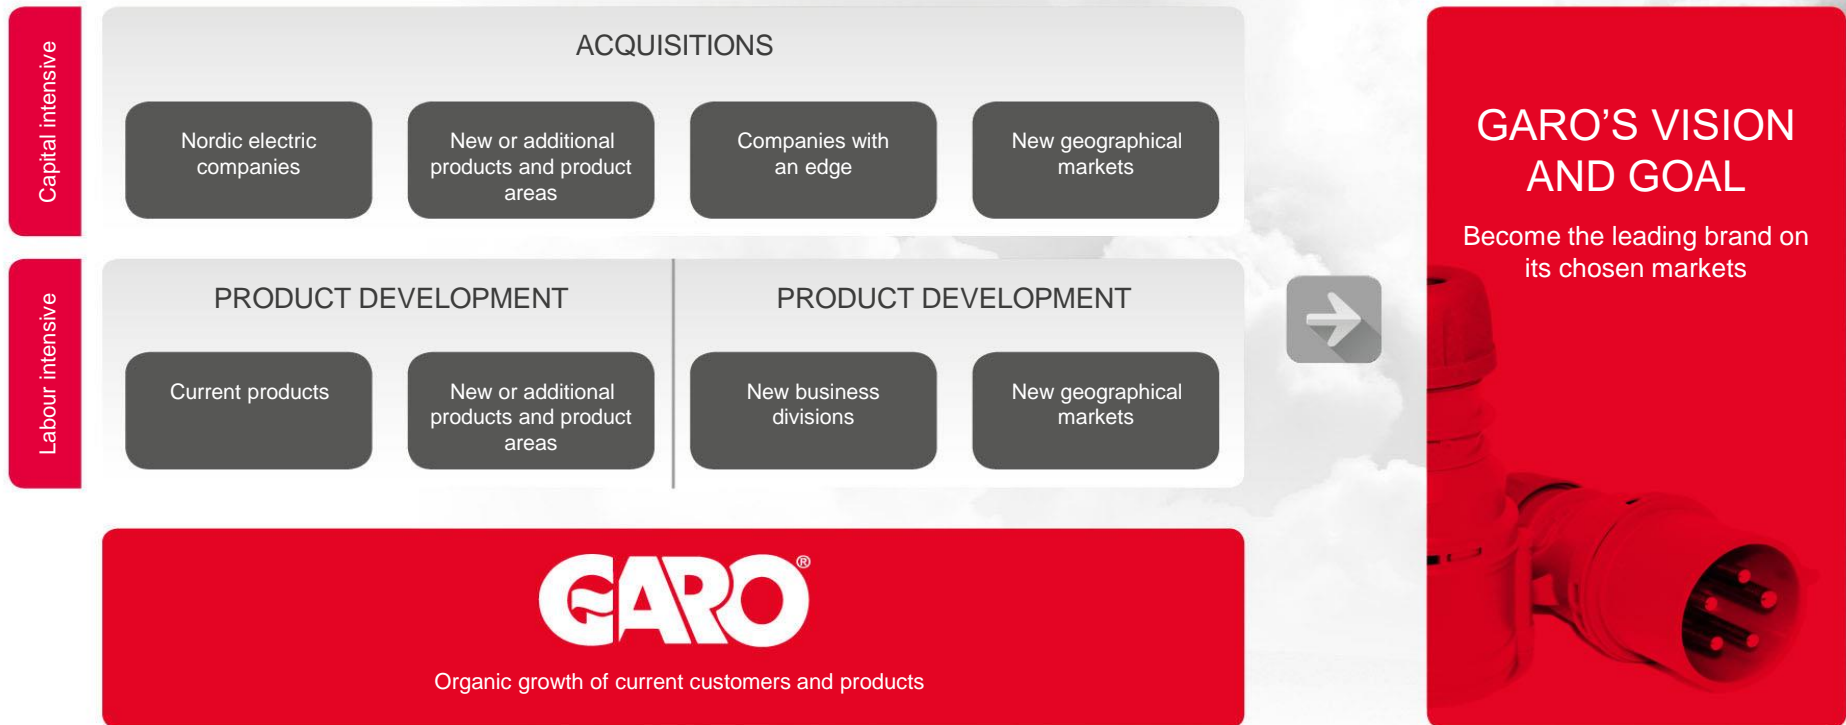 Capital intensive
ACQUISITIONS
Nordic electric
companies
New or additional
products and product
areas
Companies with
an edge
New geographical
markets
Labour intensive
PRODUCT DEVELOPMENT
Current products
New or additional
products and product
areas
PRODUCT DEVELOPMENT
New business
divisions
New geographical
markets
GARO®
Organic growth of current customers and products
GARO’S VISION
AND GOAL
Become the leading brand on
its chosen markets